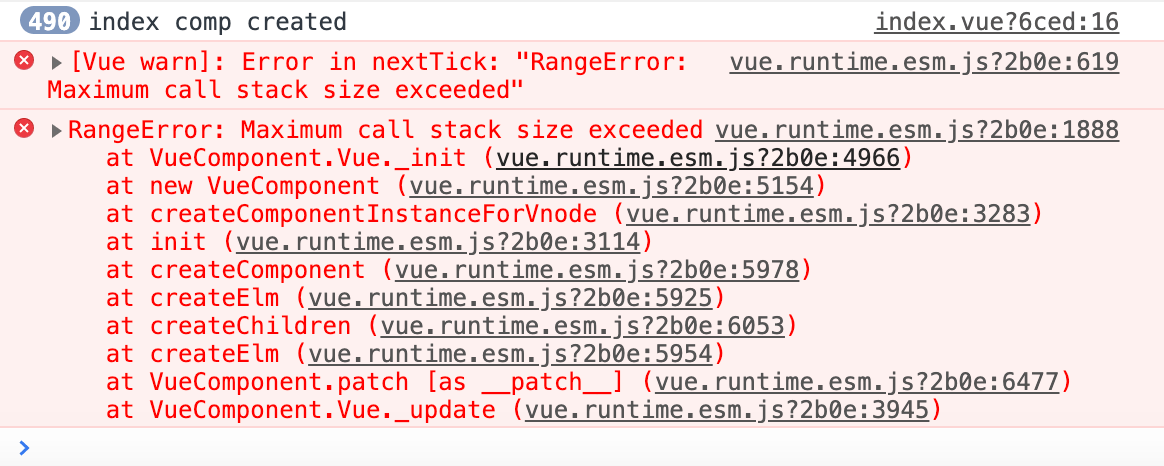 490 index comp created index.vue?6ced:16
▶[Vue warn]: Error in nextTick: "RangeError: vue.runtime.esm.js?2b0e:619
Maximum call stack size exceeded"
▶RangeError: Maximum call stack size exceeded vue.runtime.esm.js?2b0e:1888
at VueComponent.Vue._init (vue.runtime.esm.js?2b0e:4966)
at new VueComponent (vue.runtime.esm.js?2b0e:5154)
at createComponentInstanceForVnode (vue.runtime.esm.js?2b0e:3283)
at init (vue.runtime.esm.js?2b0e:3114)
at createComponent (vue.runtime.esm.js?2b0e:5978)
at createElm (vue.runtime.esm.js?2b0e:5925)
at createChildren (vue.runtime.esm.js?2b0e:6053)
at createElm (vue.runtime.esm.js?2b0e:5954)
at VueComponent.patch [as __patch__] (vue.runtime.esm.js?2b0e:6477)
at VueComponent.Vue._update (vue.runtime.esm.js?2b0e:3945)